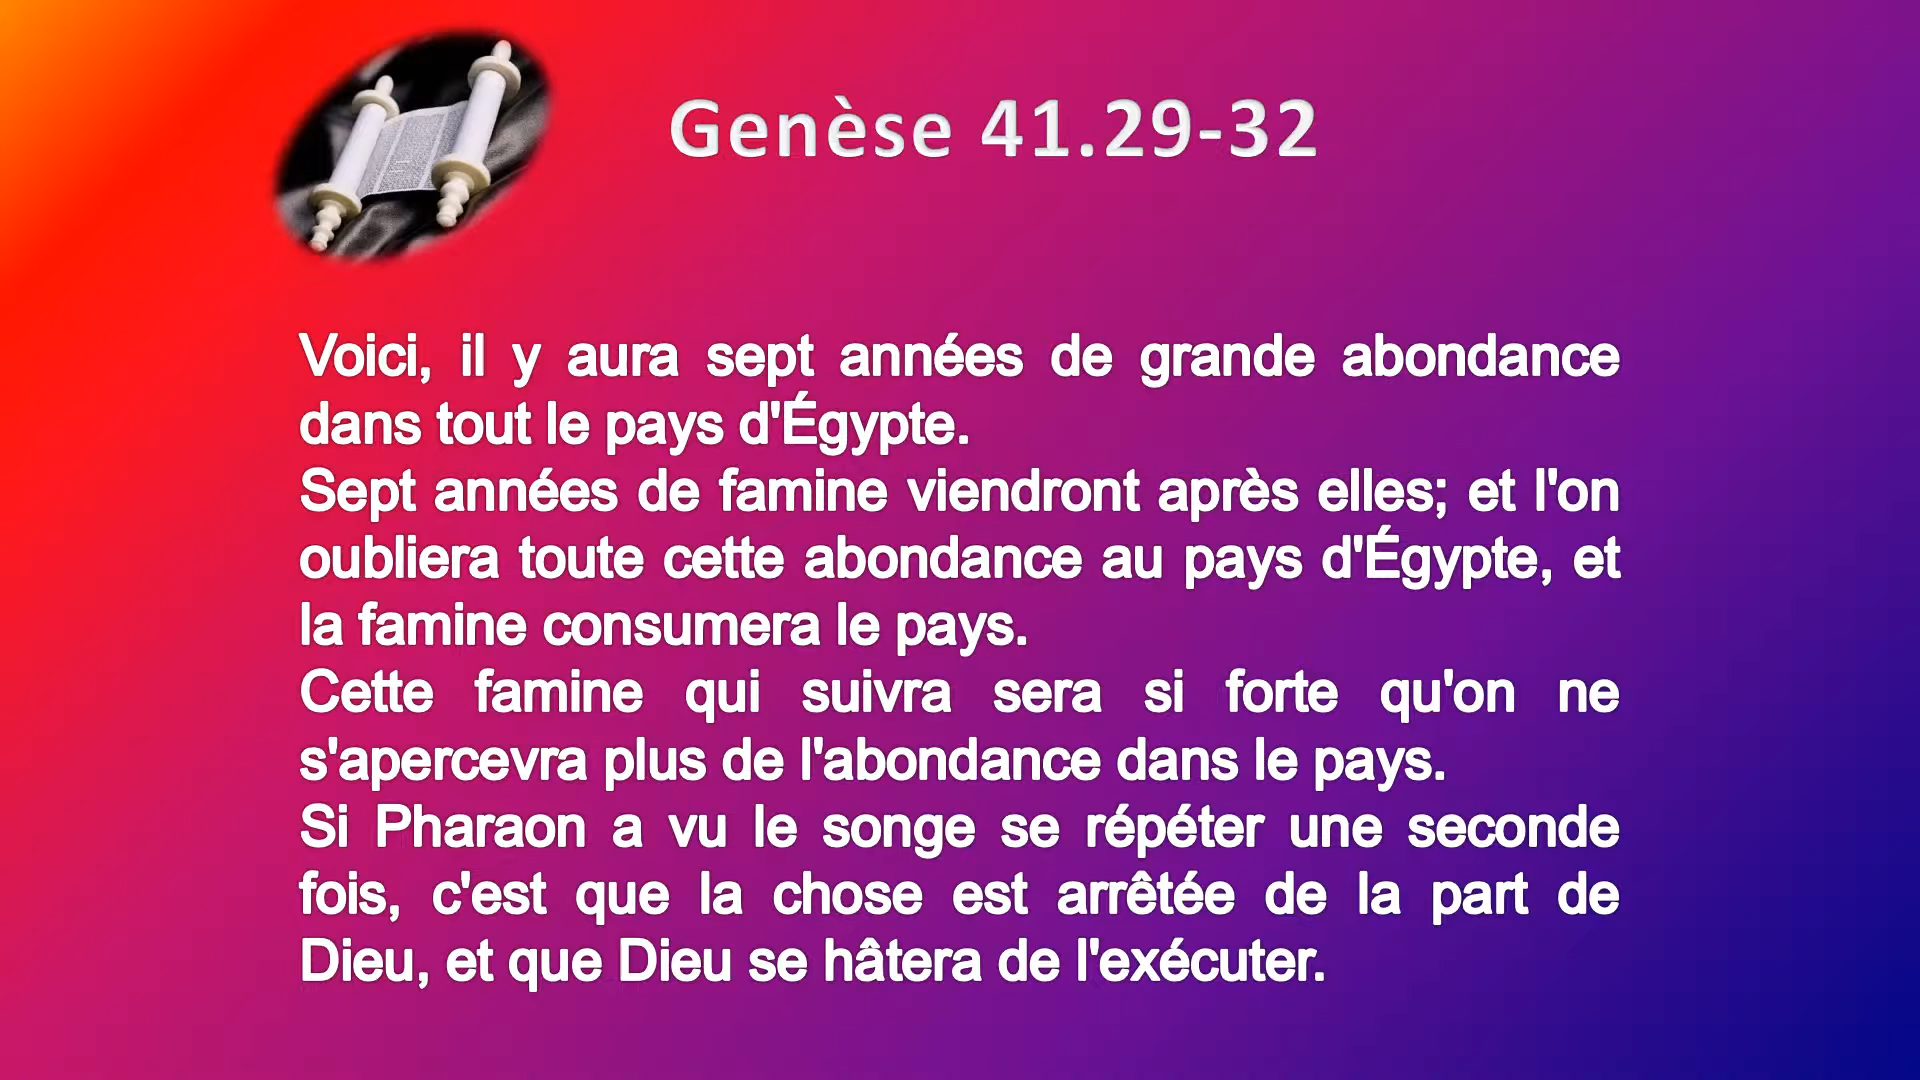 Genèse 41.29-32
Voici, il y aura sept années de grande abondance
dans tout le pays d'Égypte.
Sept années de famine viendront après elles; et l'on
oubliera toute cette abondance au pays d'Égypte, et
la famine consumera le pays.
Cette famine qui suivra sera si forte qu'on ne
s'apercevra plus de l'abondance dans le pays.
Si Pharaon a vu le songe se répéter une seconde
fois, c'est que la chose est arrêtée de la part de
Dieu, et que Dieu se hâtera de l'exécuter.